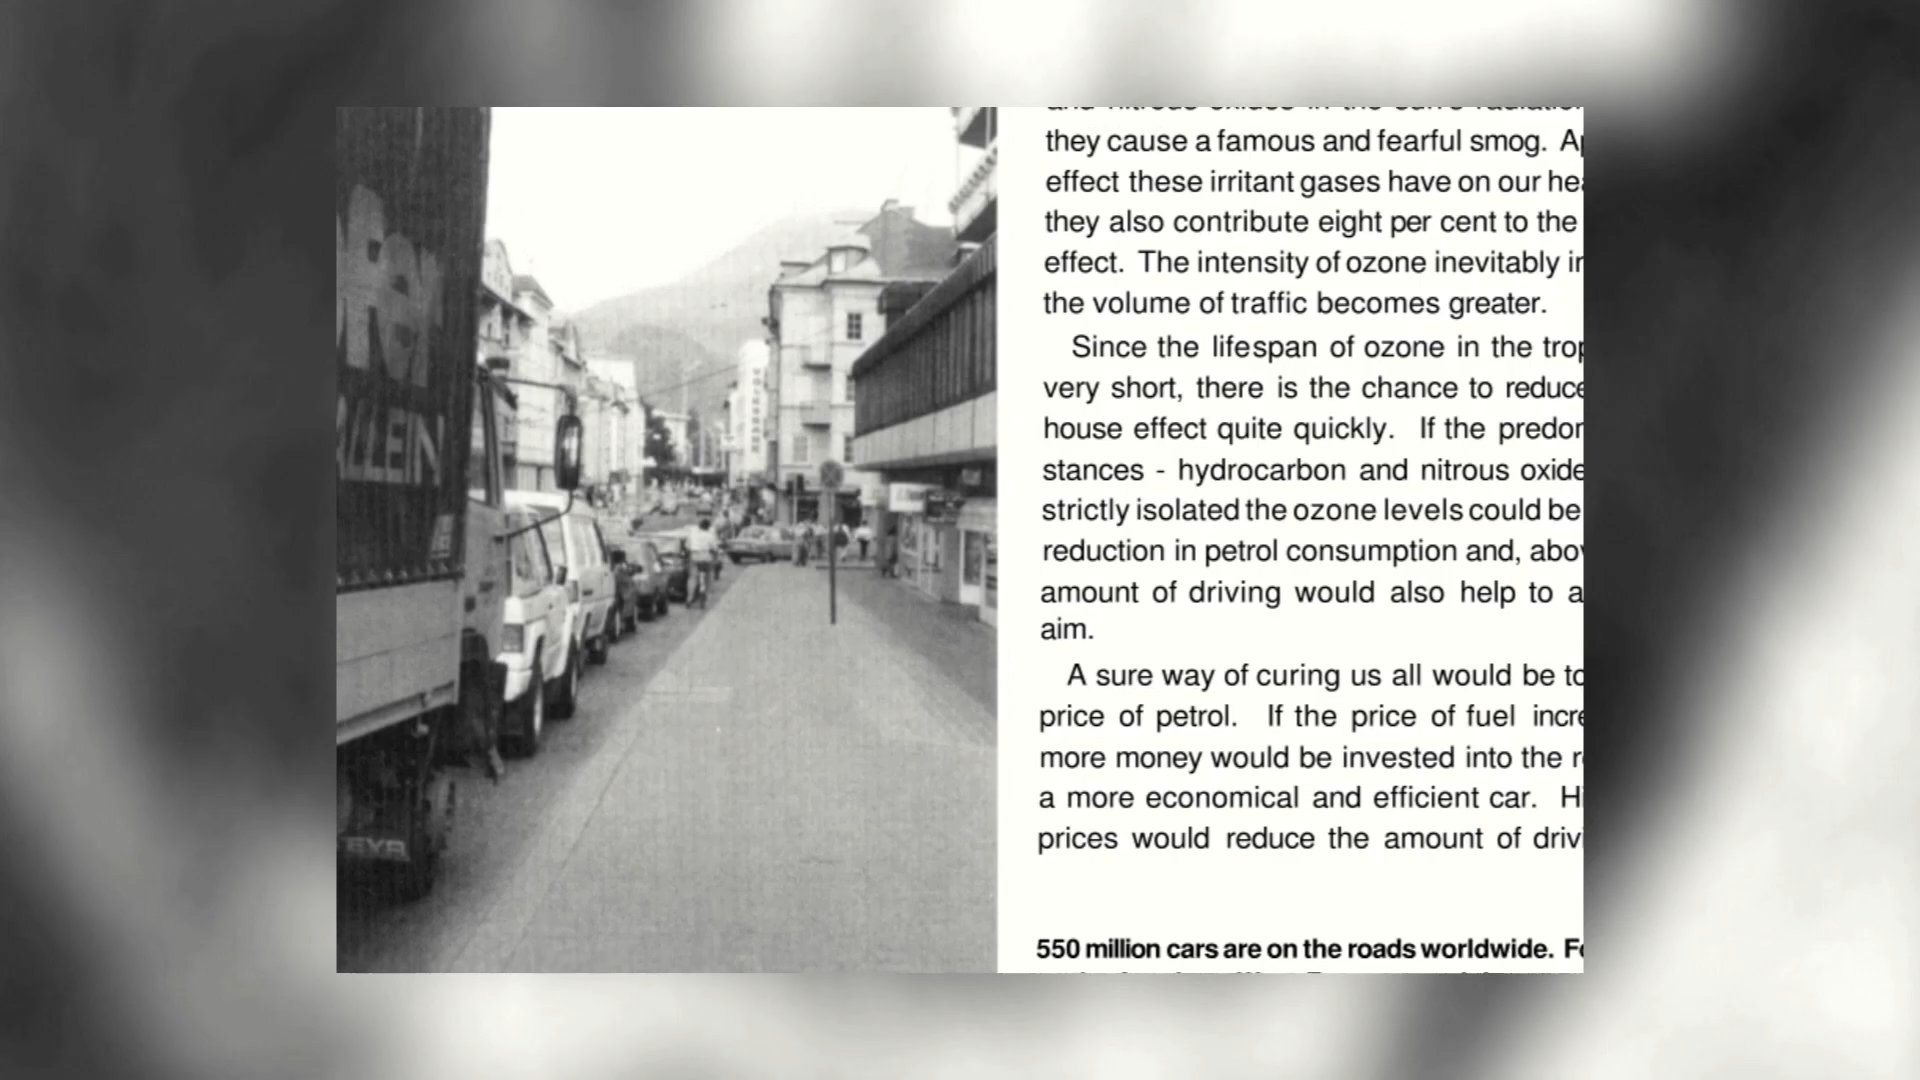 RLLEIN
TEYR
VOLKSBANK
they cause a famous and fearful smog.
effect these irritant gases have on our
they also contribute eight per cent to the
effect. The intensity of ozone inevitably
the volume of traffic becomes greater.
Since the lifespan of ozone in the
very short, there is the chance to reduce
house effect quite quickly. If the
stances - hydrocarbon and nitrous oxide
strictly isolated the ozone levels could be
reduction in petrol consumption and,
amount of driving would also help to a
aim.
A sure way of curing us all would be
price of petrol. If the price of fuel
more money would be invested into the
a more economical and efficient car.
prices would reduce the amount of
550 million cars are on the roads worldwide.